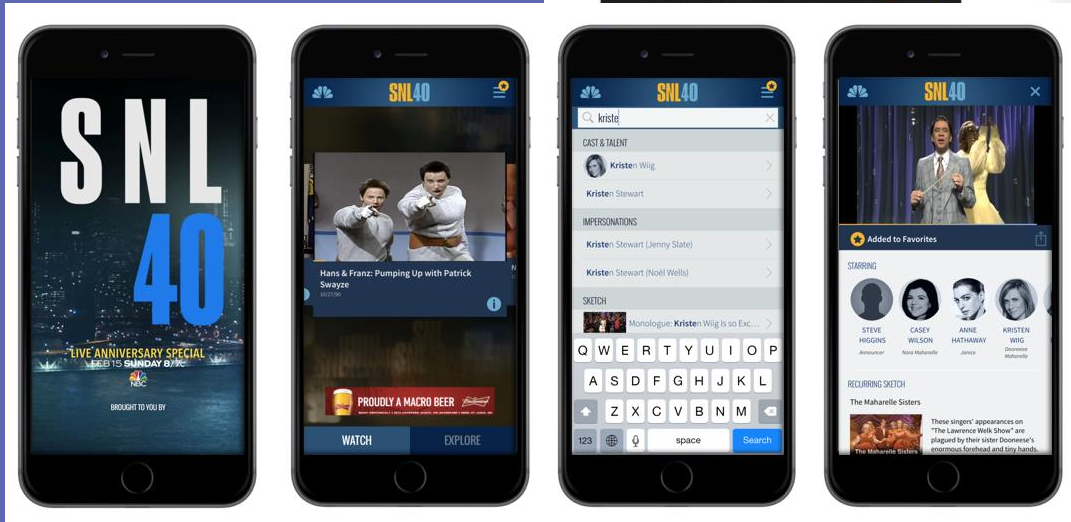 SNL
40
LIVE ANNIVERSARY SPECIAL
FEB 15 SUNDAY 8/7c
NBC
BROUGHT TO YOU BY
SNL40
Hans & Franz: Pumping Up with Patrick
Swayze
10/27/90
PROUDLY A MACRO BEER
Budweiser
WATCH
EXPLORE
SNL40
kriste
CAST & TALENT
Kristen Wiig
Kristen Stewart
IMPERSONATIONS
Kristen Stewart (Jenny Slate)
Kristen Stewart (Noël Wells)
SKETCH
Monologue: Kristen Wiig Is so Exc...
Q W E R T Y U I O P
A S D F G H J K L
Z X C V B N M
123
space
Search
SNL40
Added to Favorites
STARRING
STEVE HIGGINS
Announcer
CASEY WILSON
Nora Maharelle
ANNE HATHAWAY
Janice
KRISTEN WIIG
Dooneese Maharelle
RECURRING SKETCH
The Maharelle Sisters
The Maharelle Sisters
These singers' appearances on
"The Lawrence Welk Show" are
plagued by their sister Dooneese's
enormous forehead and tiny hands.